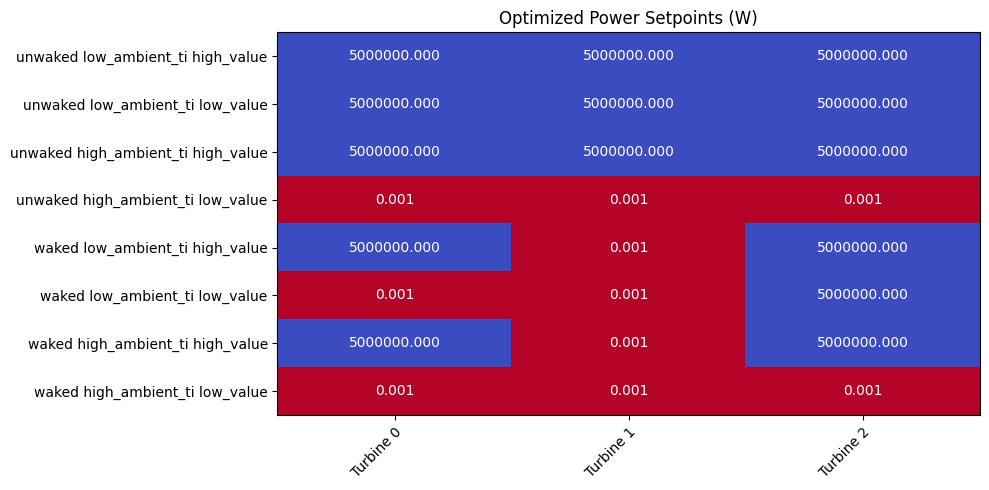 Optimized Power Setpoints (W)
unwaked low_ambient_ti high_value 5000000.000 5000000.000 5000000.000
unwaked low_ambient_ti low_value 5000000.000 5000000.000 5000000.000
unwaked high_ambient_ti high_value 5000000.000 5000000.000 5000000.000
unwaked high_ambient_ti low_value 0.001 0.001 0.001
waked low_ambient_ti high_value 5000000.000 0.001 5000000.000
waked low_ambient_ti low_value 0.001 0.001 5000000.000
waked high_ambient_ti high_value 5000000.000 0.001 5000000.000
waked high_ambient_ti low_value 0.001 0.001 0.001
Turbine 0 Turbine 1 Turbine 2